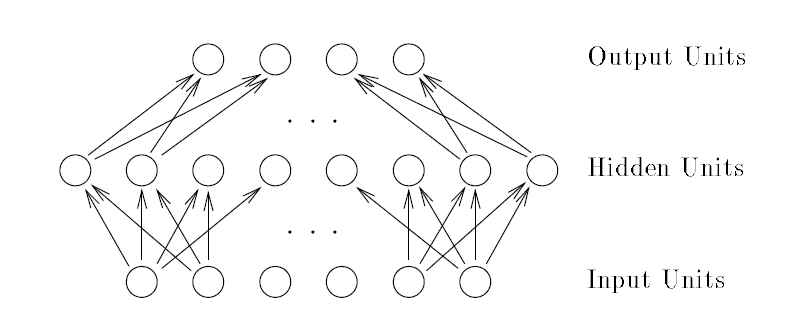 Output Units
. . .
Hidden Units
. . .
Input Units